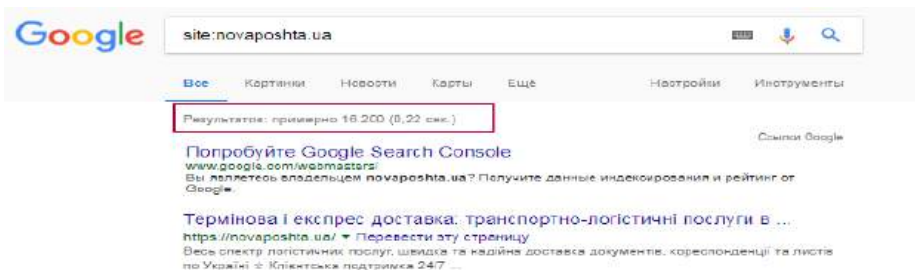 Google
site:novaposhta.ua
Все Картинки Новости Карты Ещё Настройки Инструменты
Результатов: примерно 16 200 (0,22 сек.)
Ссылки Google
Попробуйте Google Search Console
www.google.com/webmasters/
Вы являетесь владельцем novaposhta.ua? Получите данные индексирования и рейтинг от
Google.
Термінова і експрес доставка: транспортно-логістичні послуги в ...
https://novaposhta.ua/ ▾ Перевести эту страницу
Весь спектр логістичних послуг, швидка та надійна доставка документів, кореспонденції та листів
по Україні ☆ Клієнтська подтримка 24/7 ...